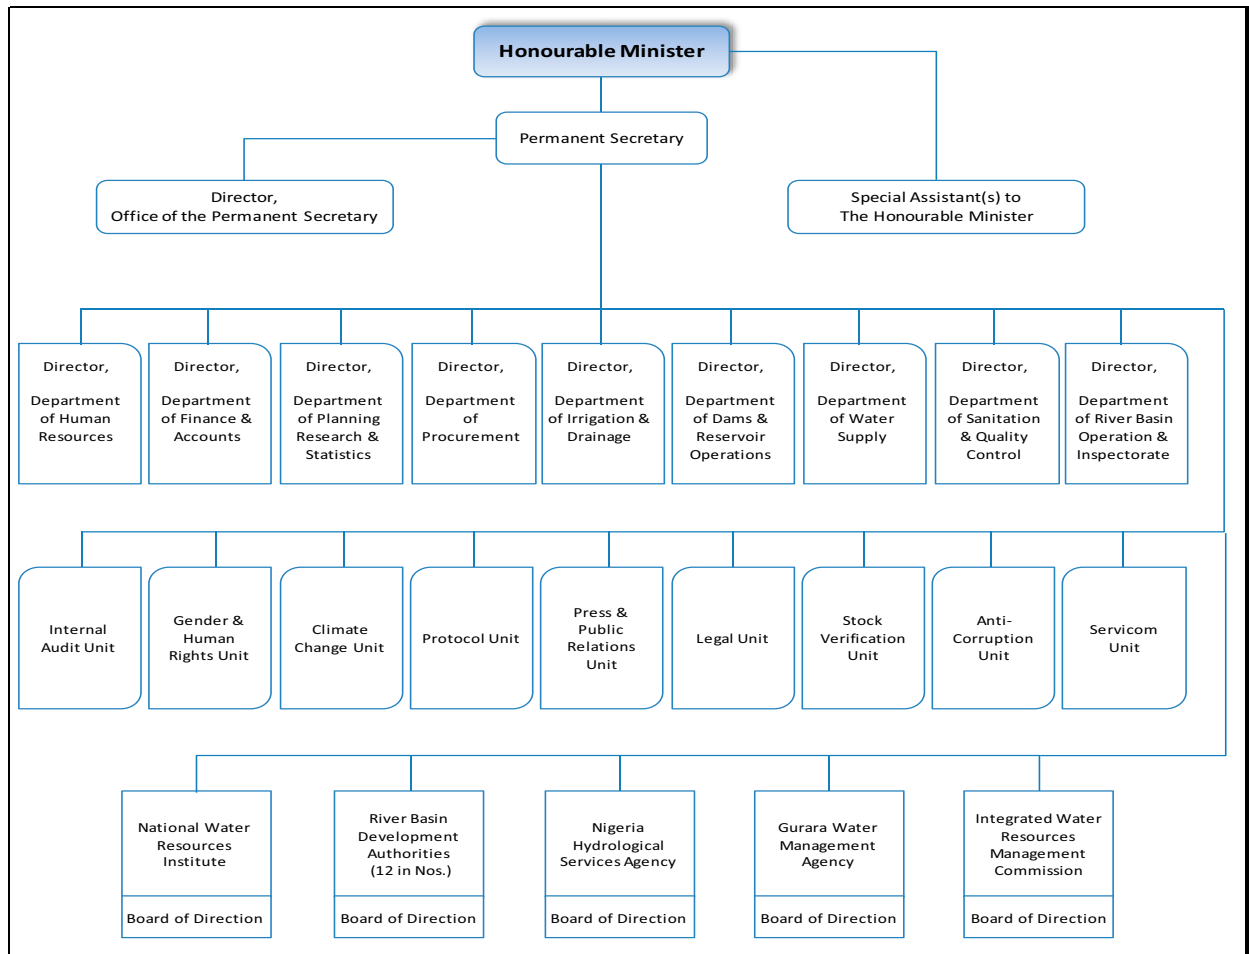 Honourable Minister
Permanent Secretary
Director,
Office of the Permanent Secretary
Special Assistant(s) to
The Honourable Minister
Director,
Department
of Human
Resources
Director,
Department
of Finance &
Accounts
Director,
Department
of Planning
Research &
Statistics
Director,
Department
of
Procurement
Director,
Department
of Irrigation &
Drainage
Director,
Department
of Dams &
Reservoir
Operations
Director,
Department
of Water
Supply
Director,
Department
of Sanitation
& Quality
Control
Director,
Department
of River Basin
Operation &
Inspectorate
Internal
Audit Unit
Gender &
Human
Rights Unit
Climate
Change Unit
Protocol Unit
Press &
Public
Relations
Unit
Legal Unit
Stock
Verification
Unit
Anti-
Corruption
Unit
Servicom
Unit
National Water
Resources
Institute
Board of Direction
River Basin
Development
Authorities
(12 in Nos.)
Board of Direction
Nigeria
Hydrological
Services Agency
Board of Direction
Gurara Water
Management
Agency
Board of Direction
Integrated Water
Resources
Management
Commission
Board of Direction